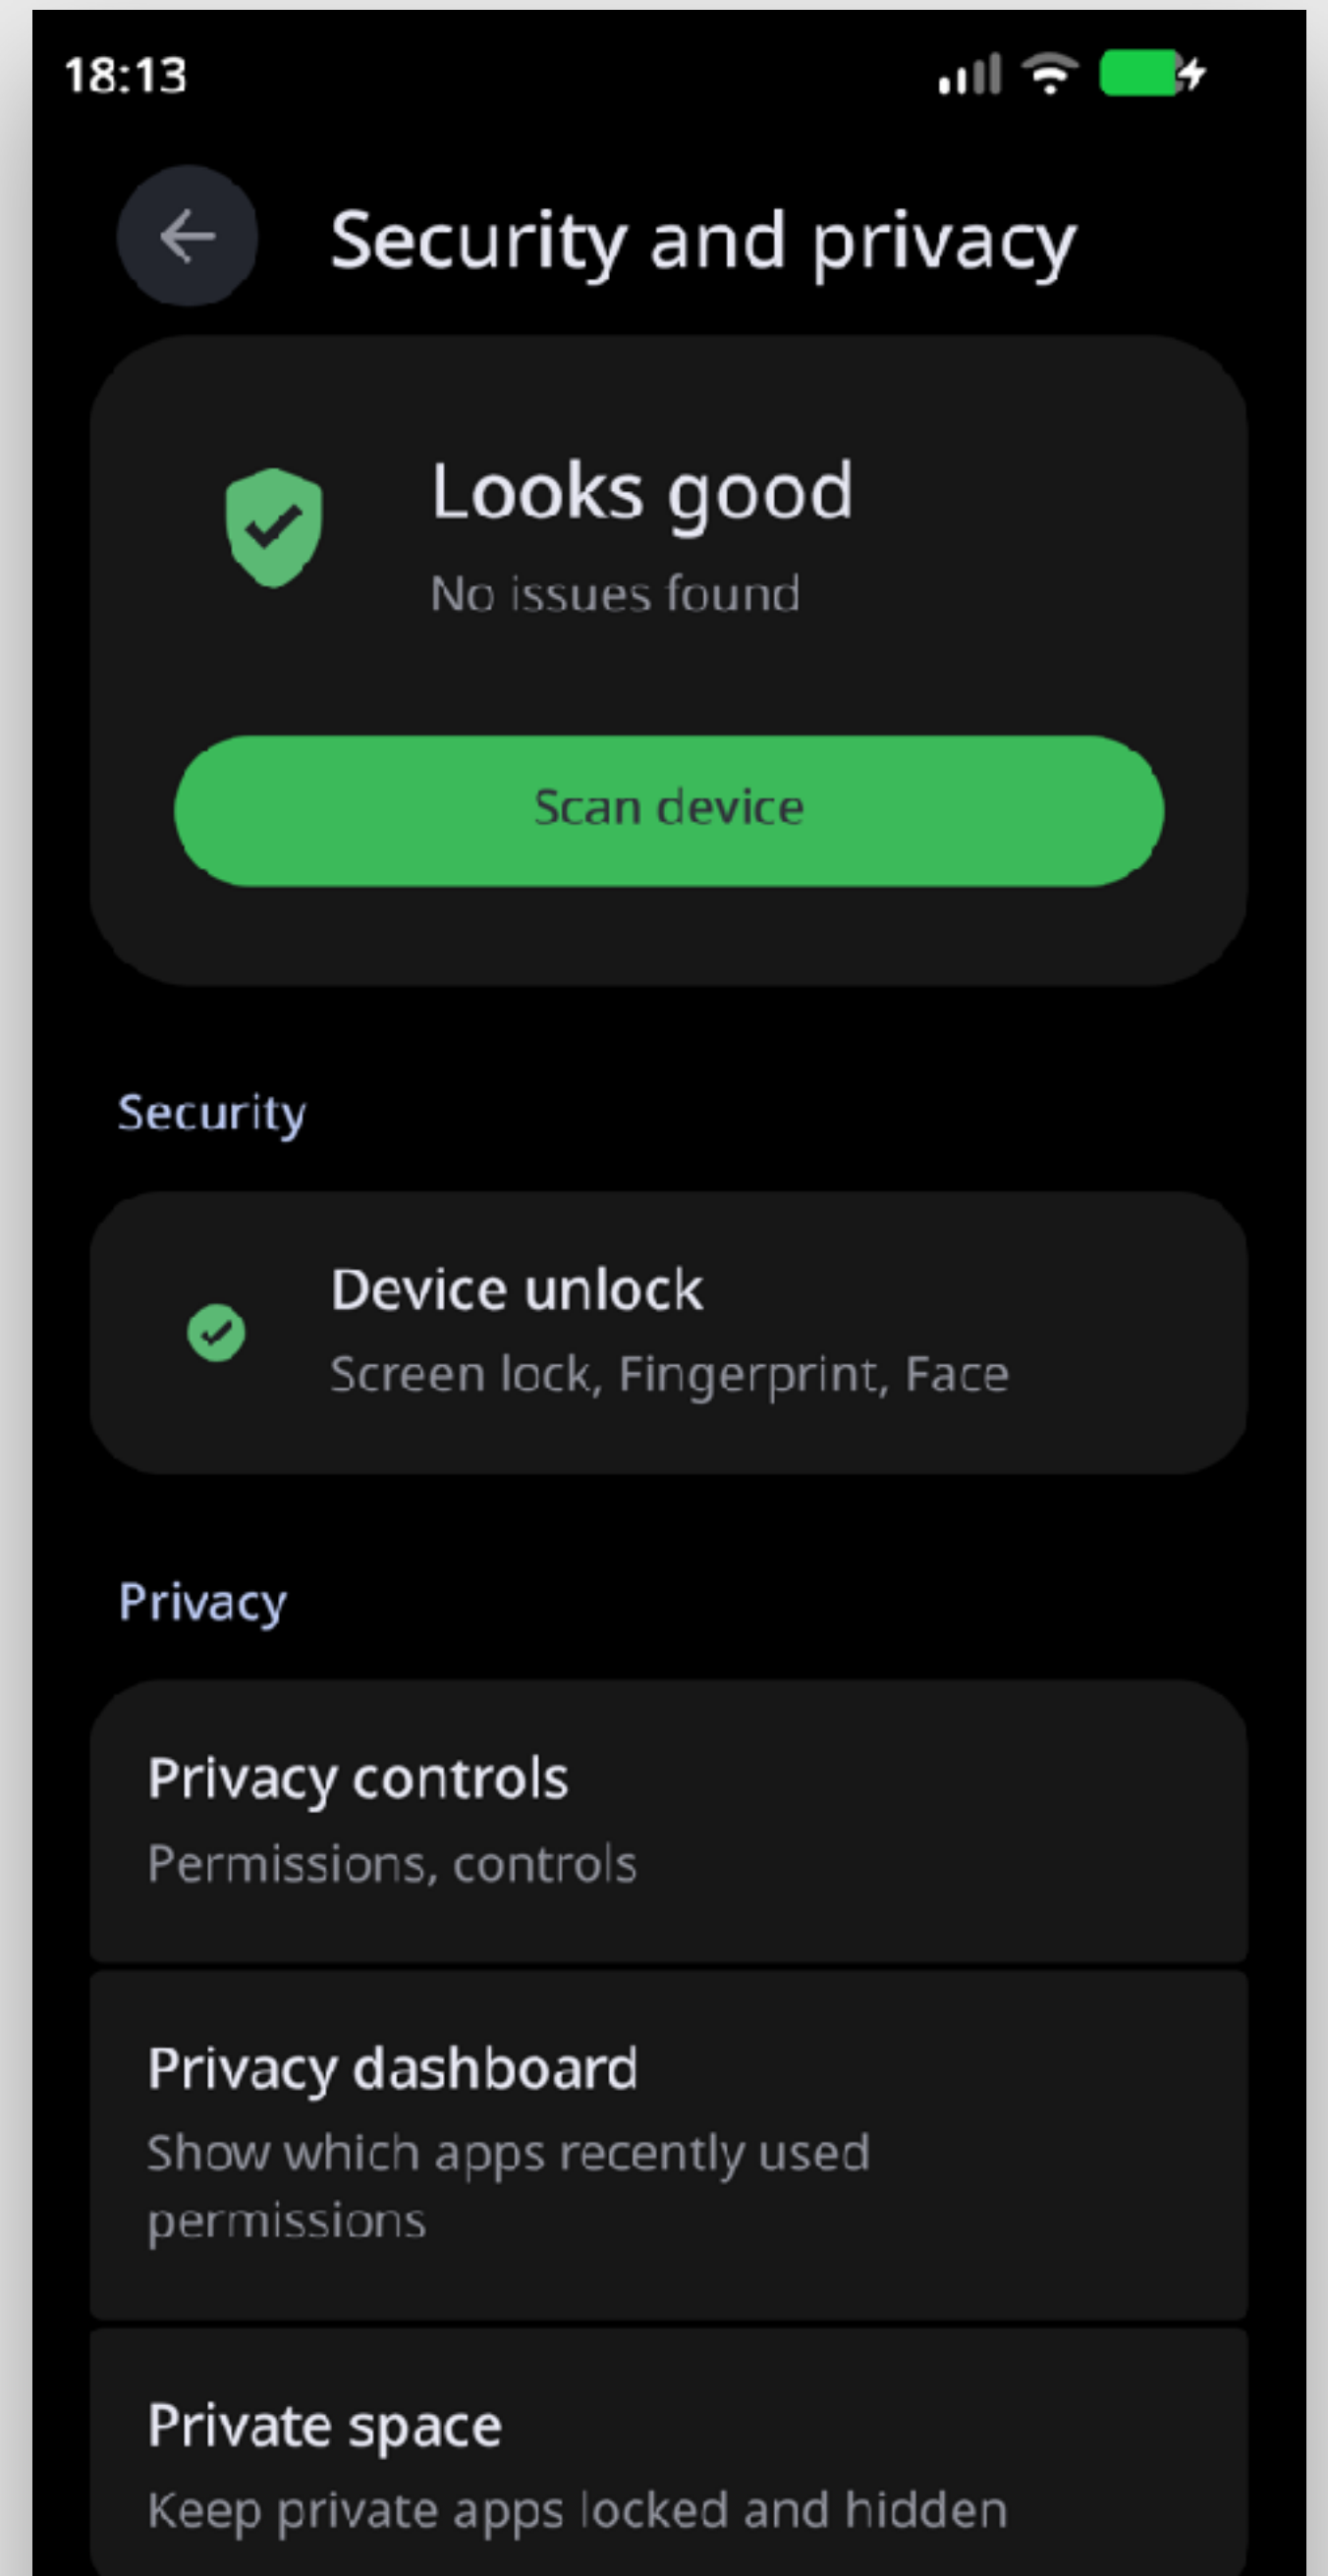 18:13
Security and privacy
Looks good
No issues found
Scan device
Security
Device unlock
Screen lock, Fingerprint, Face
Privacy
Privacy controls
Permissions, controls
Privacy dashboard
Show which apps recently used
permissions
Private space
Keep private apps locked and hidden